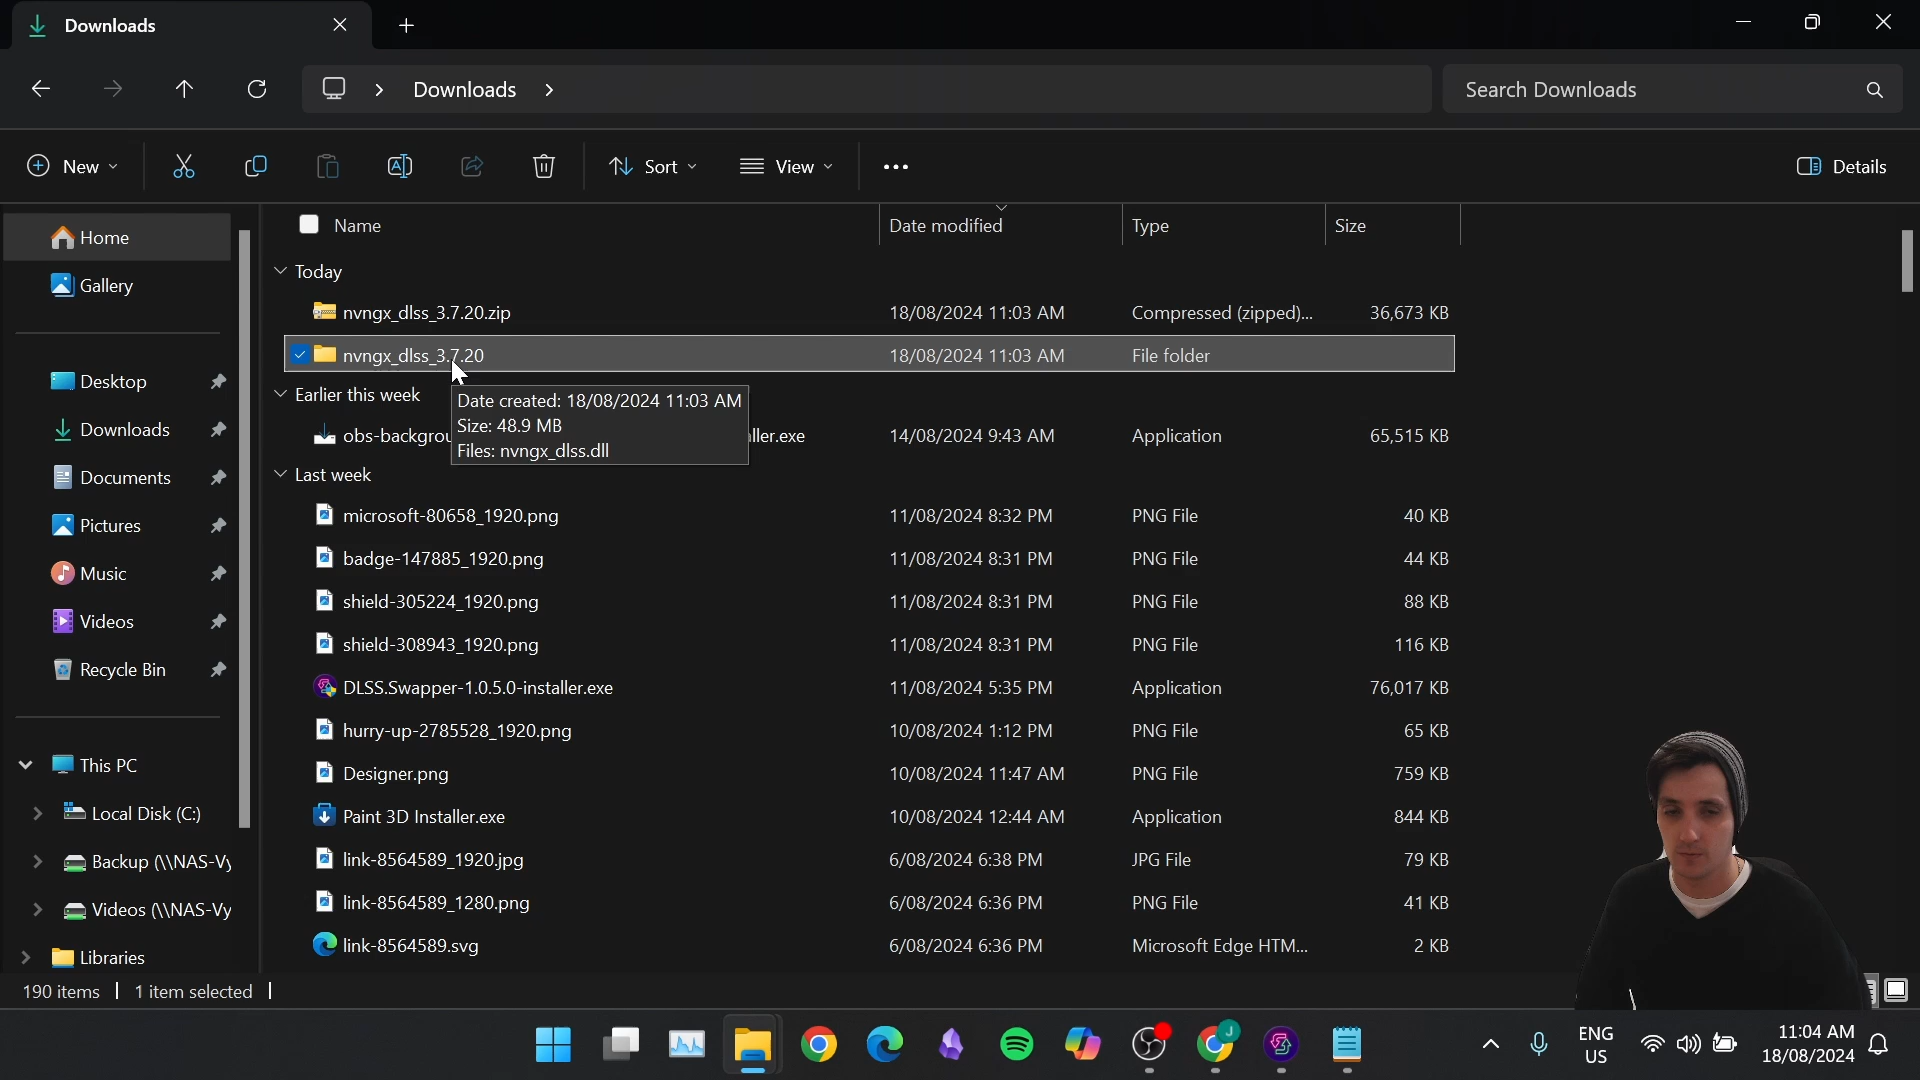 Downloads
Downloads
Search Downloads
New
Sort
View
Details
Home
Gallery
Desktop
Downloads
Documents
Pictures
Music
Videos
Recycle Bin
This PC
Local Disk (C:)
Backup (\\NAS-Vy
Videos (\\NAS-Vy
Libraries
Name Date modified Type Size
Today
nvngx_dlss_3.7.20.zip 18/08/2024 11:03 AM Compressed (zipped)... 36,673 KB
nvngx_dlss_3.7.20 18/08/2024 11:03 AM File folder
Earlier this week
Date created: 18/08/2024 11:03 AM
Size: 48.9 MB
Files: nvngx_dlss.dll
obs-backgrou ller.exe 14/08/2024 9:43 AM Application 65,515 KB
Last week
microsoft-80658_1920.png 11/08/2024 8:32 PM PNG File 40 KB
badge-147885_1920.png 11/08/2024 8:31 PM PNG File 44 KB
shield-305224_1920.png 11/08/2024 8:31 PM PNG File 88 KB
shield-308943_1920.png 11/08/2024 8:31 PM PNG File 116 KB
DLSS.Swapper-1.0.5.0-installer.exe 11/08/2024 5:35 PM Application 76,017 KB
hurry-up-2785528_1920.png 10/08/2024 1:12 PM PNG File 65 KB
Designer.png 10/08/2024 11:47 AM PNG File 759 KB
Paint 3D Installer.exe 10/08/2024 12:44 AM Application 844 KB
link-8564589_1920.jpg 6/08/2024 6:38 PM JPG File 79 KB
link-8564589_1280.png 6/08/2024 6:36 PM PNG File 41 KB
link-8564589.svg 6/08/2024 6:36 PM Microsoft Edge HTM... 2 KB
190 items 1 item selected
J
ENG
US
11:04 AM
18/08/2024